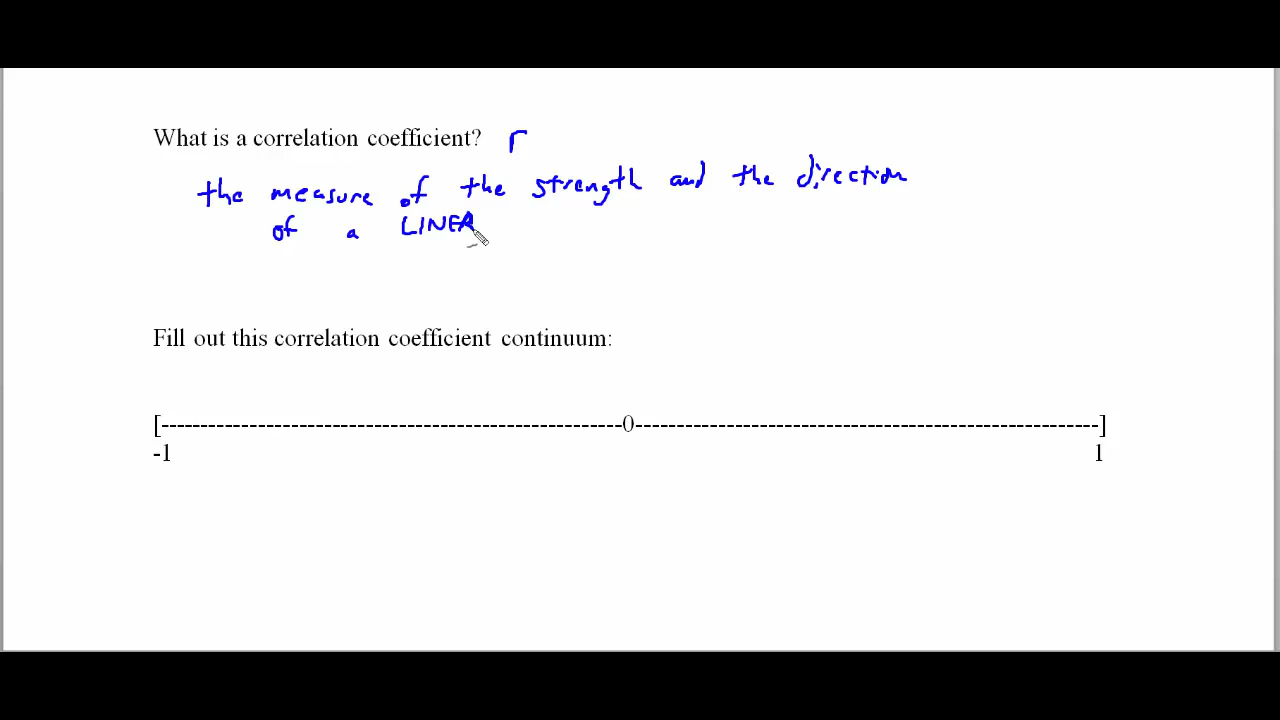 What is a correlation coefficient? r
the measure of the strength and the direction
of a LINEA
Fill out this correlation coefficient continuum:
[------------------------------------------------------------0------------------------------------------------------------]
-1 1